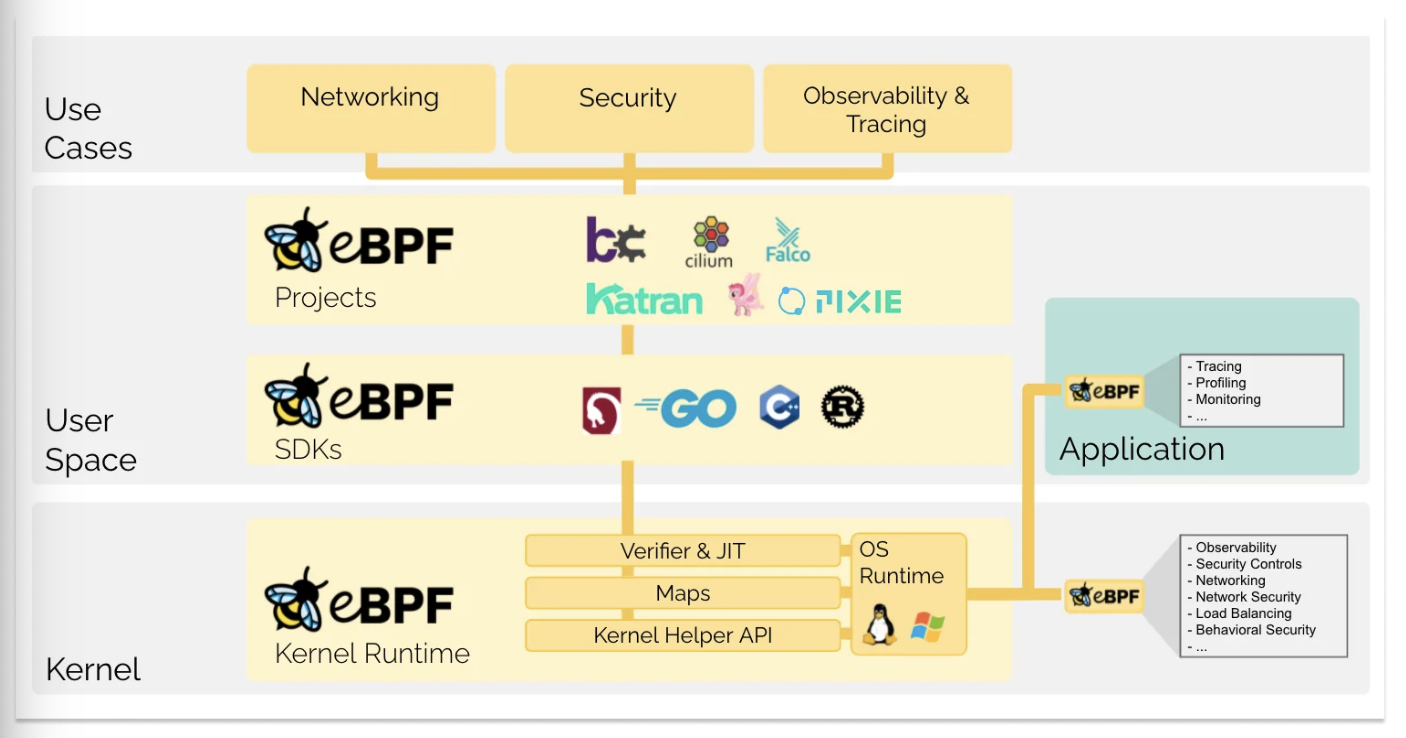 Use
Cases
Networking
Security
Observability &
Tracing
User
Space
eBPF
Projects
bcc
cilium
Falco
Katran
PIXIE
eBPF
SDKs
GO
C++
R
Application
eBPF
- Tracing
- Profiling
- Monitoring
- ...
Kernel
eBPF
Kernel Runtime
Verifier & JIT
Maps
Kernel Helper API
OS
Runtime
eBPF
- Observability
- Security Controls
- Networking
- Network Security
- Load Balancing
- Behavioral Security
- ...